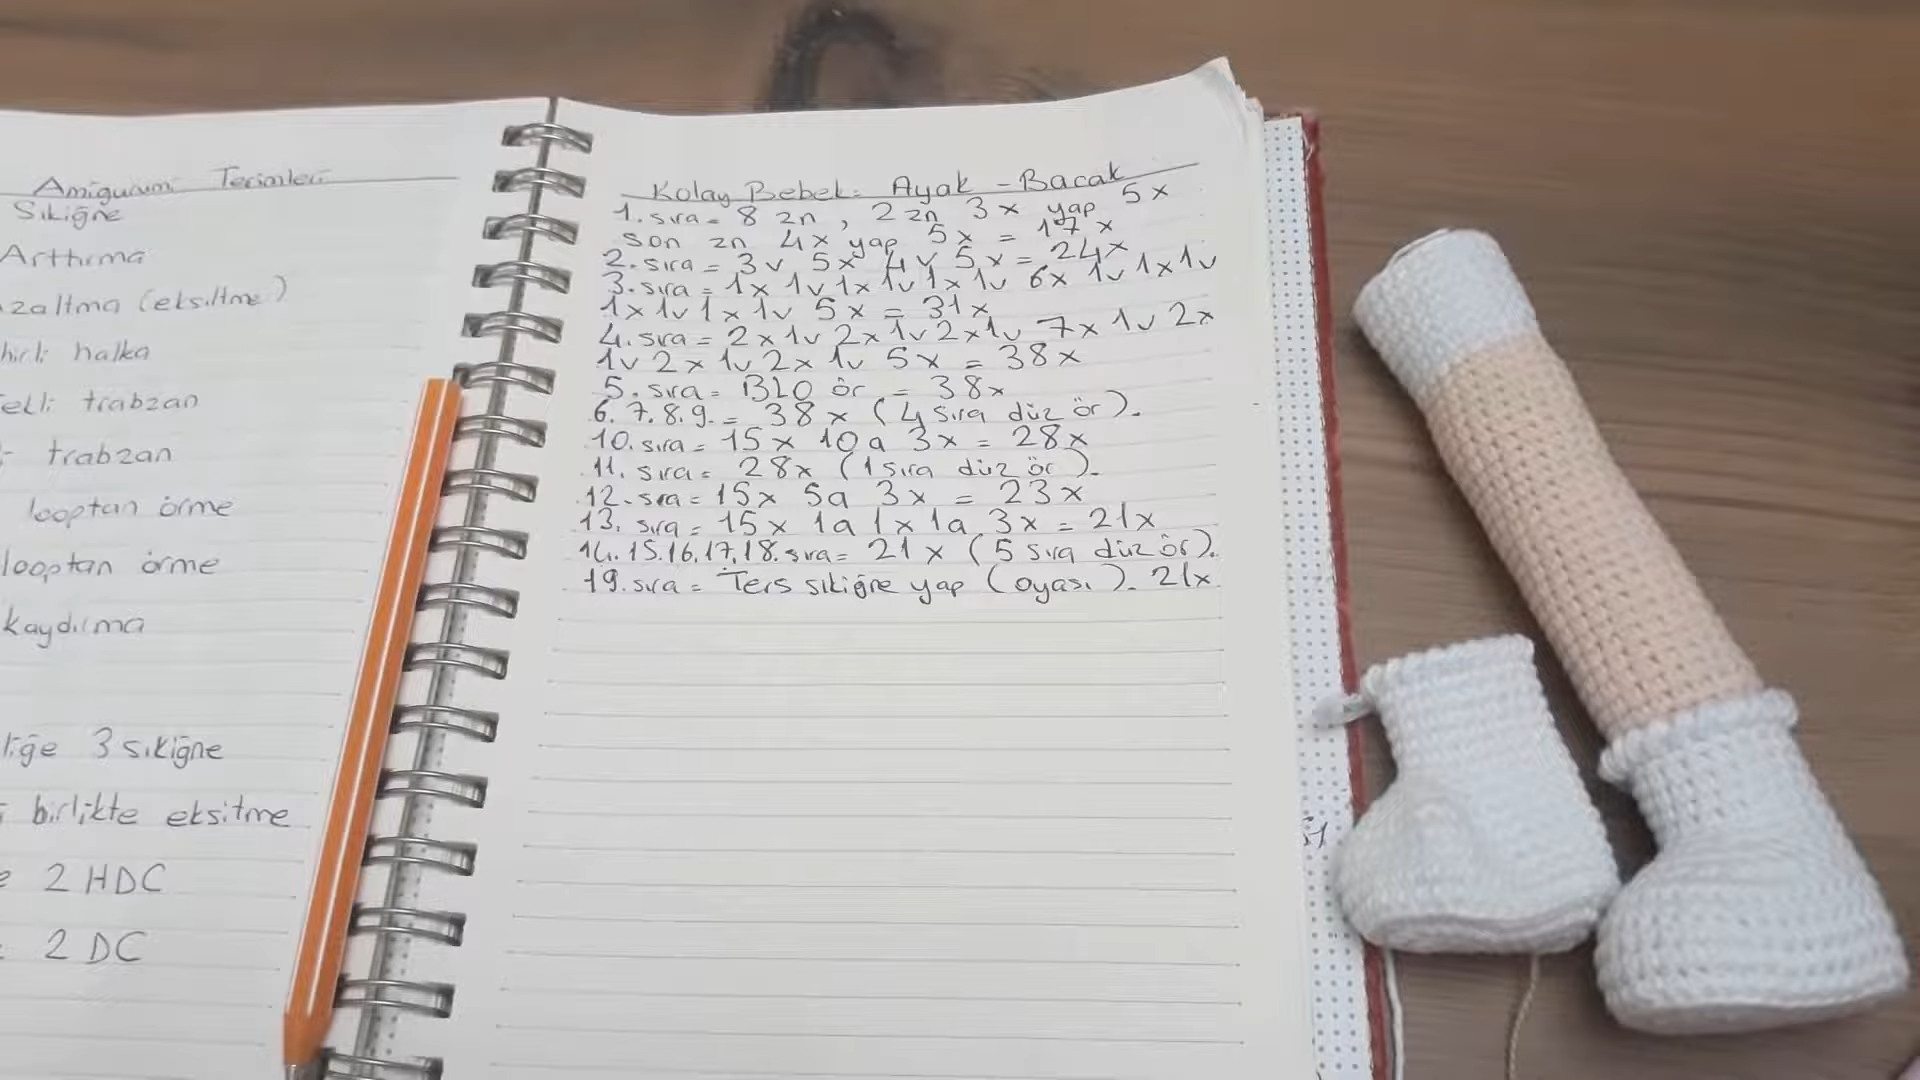 Amigurumi Terimleri
Sıkiğne
Arttırma
zaltma (eksiltme)
hirli halka
ekli trabzan
trabzan
looptan örme
looptan örme
kaydırma
liğe 3 sıkiğne
birlikte eksitme
2 HDC
2 DC
Kolay Bebek: Ayak - Bacak
1. sıra = 8 zn, 2 zn 3x yap 5x
son zn 4x yap 5x = 17x
2. sıra = 3v 5x 4v 5x = 24x
3. sıra = 1x 1v 1x 1v 1x 1v 6x 1v 1x 1v
1x 1v 1x 1v 5x = 31x
4. sıra = 2x 1v 2x 1v 2x 1v 7x 1v 2x
1v 2x 1v 2x 1v 5x = 38x
5. sıra = BLO ör = 38x
6. 7. 8. 9. = 38x (4 sıra düz ör).
10. sıra = 15x 10a 3x = 28x
11. sıra = 28x (1 sıra düz ör).
12. sıra = 15x 5a 3x = 23x
13. sıra = 15x 1a 1x 1a 3x = 21x
14. 15. 16. 17. 18. sıra = 21x (5 sıra düz ör).
19. sıra = Ters sıkiğne yap (oyası). 21x